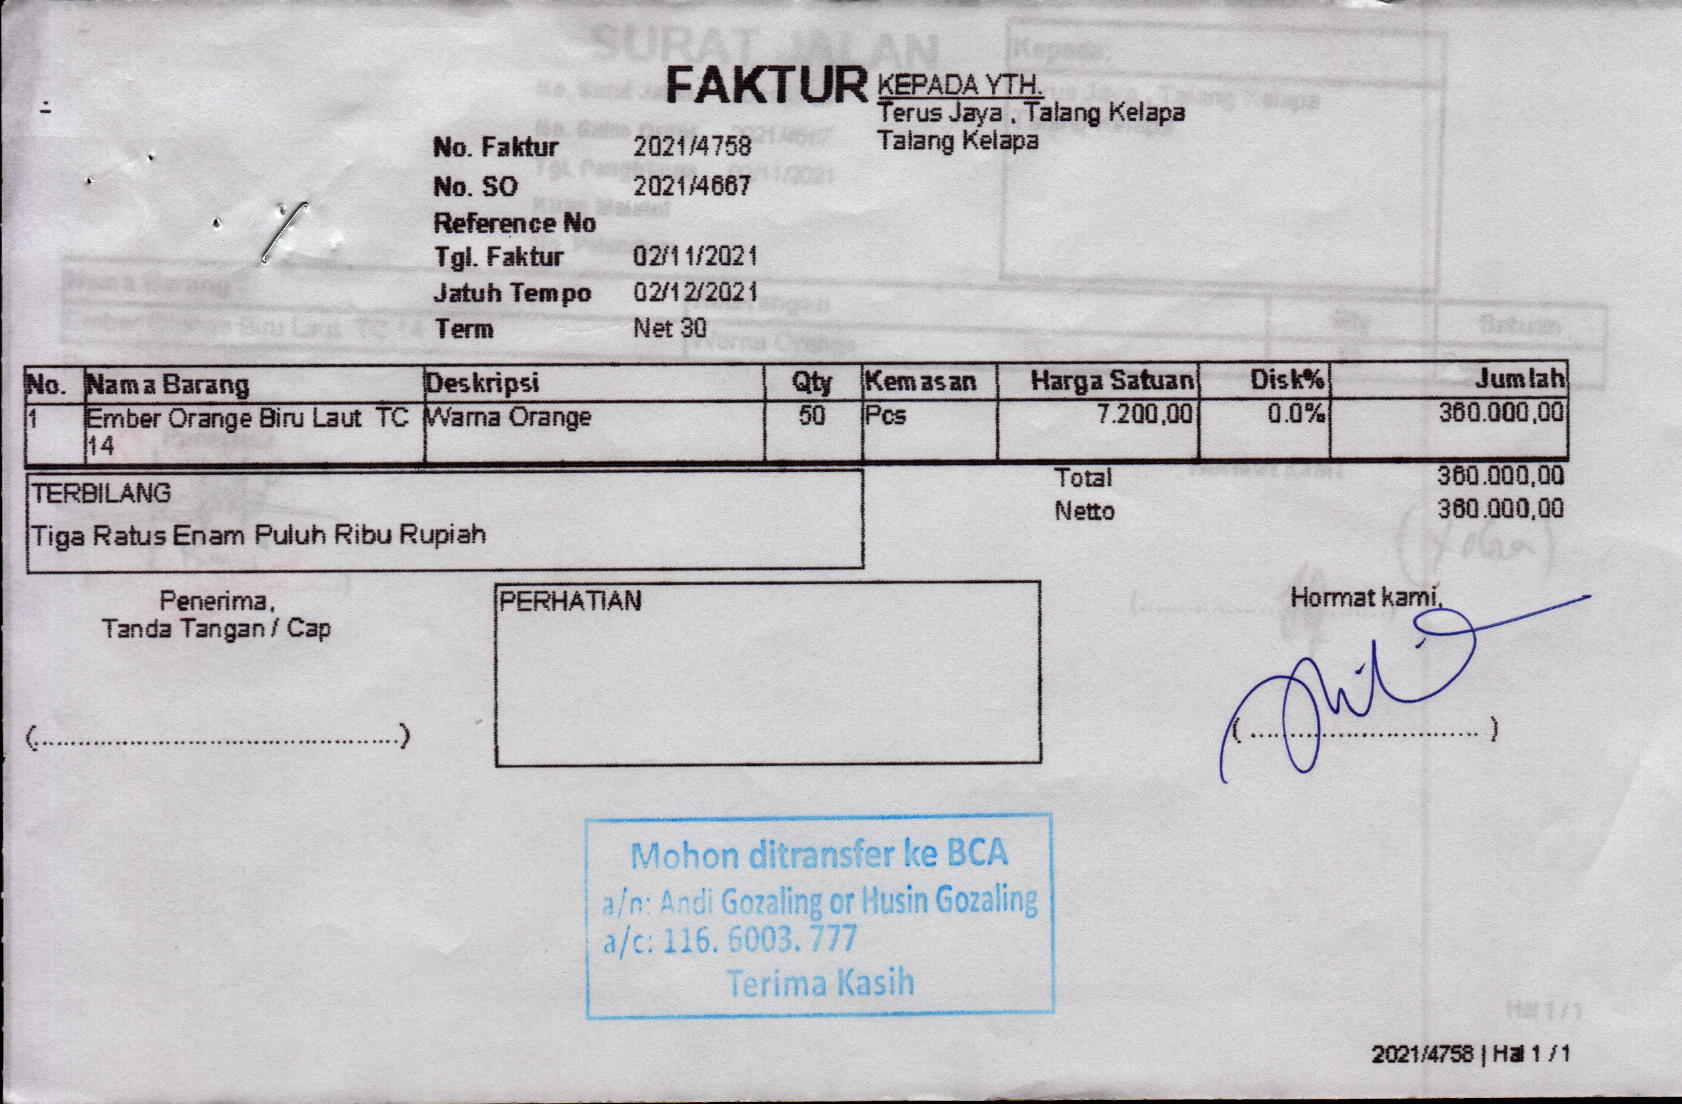 FAKTUR
KEPADA YTH.
Terus Jaya , Talang Kelapa
Talang Kelapa
No. Faktur 2021/4758
No. SO 2021/4667
Reference No
Tgl. Faktur 02/11/2021
Jatuh Tempo 02/12/2021
Term Net 30
No. Nama Barang Deskripsi Qty Kemasan Harga Satuan Disk% Jumlah
1 Ember Orange Biru Laut TC Warna Orange 50 Pcs 7.200,00 0.0% 360.000,00
14
Total 360.000,00
Netto 360.000,00
TERBILANG
Tiga Ratus Enam Puluh Ribu Rupiah
Penerima,
Tanda Tangan / Cap
(..............................................)
PERHATIAN
Hormat kami,
( ............................. )
Mohon ditransfer ke BCA
a/n: Andi Gozaling or Husin Gozaling
a/c: 116. 6003. 777
Terima Kasih
2021/4758 | Hal 1 / 1